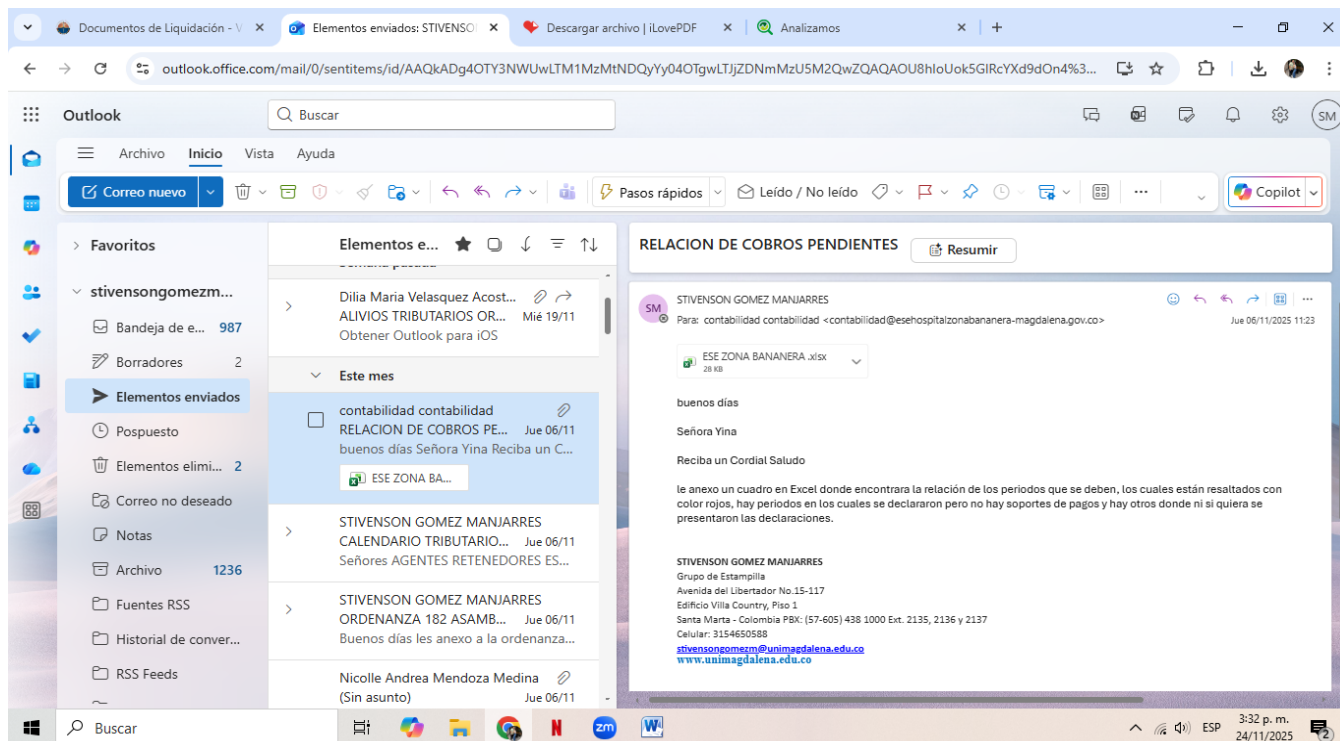 Documentos de Liquidación - V
Elementos enviados: STIVENSO
Descargar archivo | iLovePDF
Analizamos
outlook.office.com/mail/0/sentitems/id/AAQkADg4OTY3NWUwLTM1MzMtNDQyYy04OTgwLTJjZDNmMzU5M2QwZQAQAOU8hIoUok5GIRcYXd9dOn4%3...
Outlook
Buscar
SM
Archivo Inicio Vista Ayuda
Correo nuevo
Pasos rápidos
Leído / No leído
Copilot
Favoritos
stivensongomezm...
Bandeja de e... 987
Borradores 2
Elementos enviados
Pospuesto
Elementos elimi... 2
Correo no deseado
Notas
Archivo 1236
Fuentes RSS
Historial de conver...
RSS Feeds
Elementos e...
Semana pasada
Dilia Maria Velasquez Acost...
ALIVIOS TRIBUTARIOS OR... Mié 19/11
Obtener Outlook para iOS
Este mes
contabilidad contabilidad
RELACION DE COBROS PE... Jue 06/11
buenos días Señora Yina Reciba un C...
ESE ZONA BA...
STIVENSON GOMEZ MANJARRES
CALENDARIO TRIBUTARIO... Jue 06/11
Señores AGENTES RETENEDORES ES...
STIVENSON GOMEZ MANJARRES
ORDENANZA 182 ASAMB... Jue 06/11
Buenos días les anexo a la ordenanza...
Nicolle Andrea Mendoza Medina
(Sin asunto) Jue 06/11
RELACION DE COBROS PENDIENTES
Resumir
SM
STIVENSON GOMEZ MANJARRES
Para: contabilidad contabilidad <contabilidad@esehospitalzonabananera-magdalena.gov.co>
Jue 06/11/2025 11:23
ESE ZONA BANANERA .xlsx
28 KB
buenos días
Señora Yina
Reciba un Cordial Saludo
le anexo un cuadro en Excel donde encontrara la relación de los periodos que se deben, los cuales están resaltados con
color rojos, hay periodos en los cuales se declararon pero no hay soportes de pagos y hay otros donde ni si quiera se
presentaron las declaraciones.
STIVENSON GOMEZ MANJARRES
Grupo de Estampilla
Avenida del Libertador No.15-117
Edificio Villa Country, Piso 1
Santa Marta - Colombia PBX: (57-605) 438 1000 Ext. 2135, 2136 y 2137
Celular: 3154650588
stivensongomezm@unimagdalena.edu.co
www.unimagdalena.edu.co
Buscar
zm
ESP
3:32 p. m.
24/11/2025
2